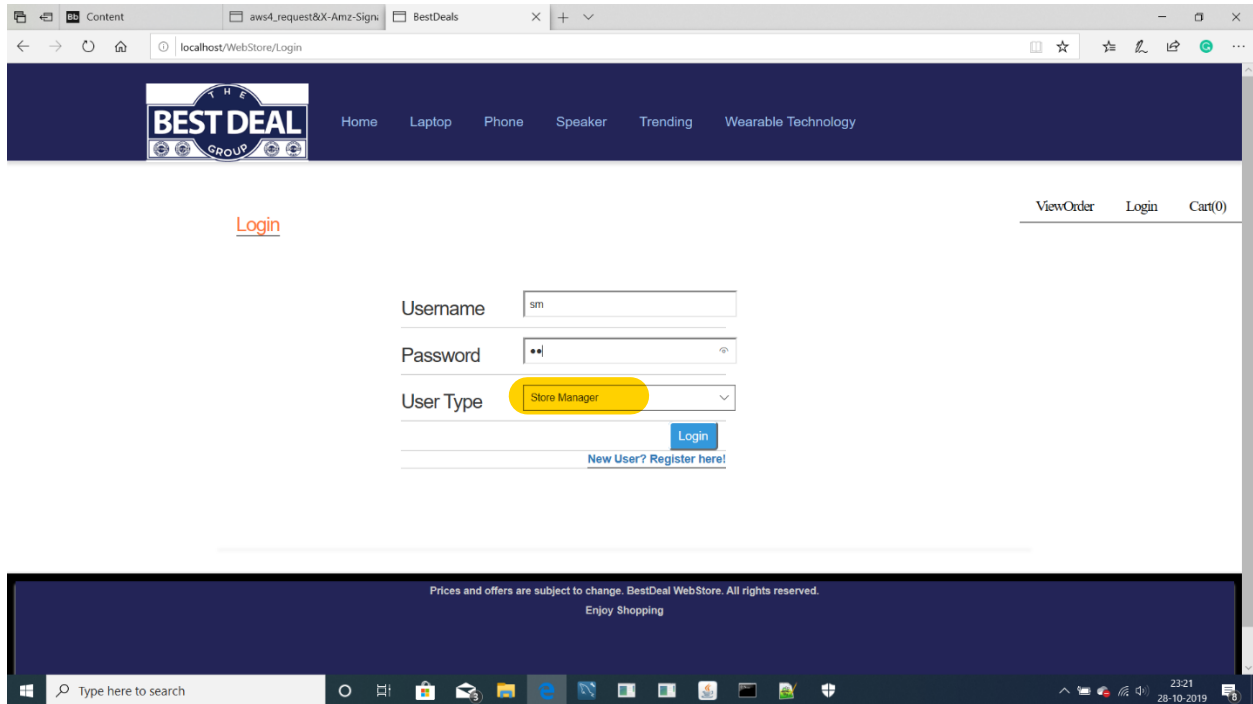 Content
aws4_request&X-Amz-Signa
BestDeals
localhost/WebStore/Login
THE
BEST DEAL
GROUP
Home Laptop Phone Speaker Trending Wearable Technology
ViewOrder Login Cart(0)
Login
Username sm
Password ••
User Type Store Manager
Login
New User? Register here!
Prices and offers are subject to change. BestDeal WebStore. All rights reserved.
Enjoy Shopping
Type here to search
23:21
28-10-2019